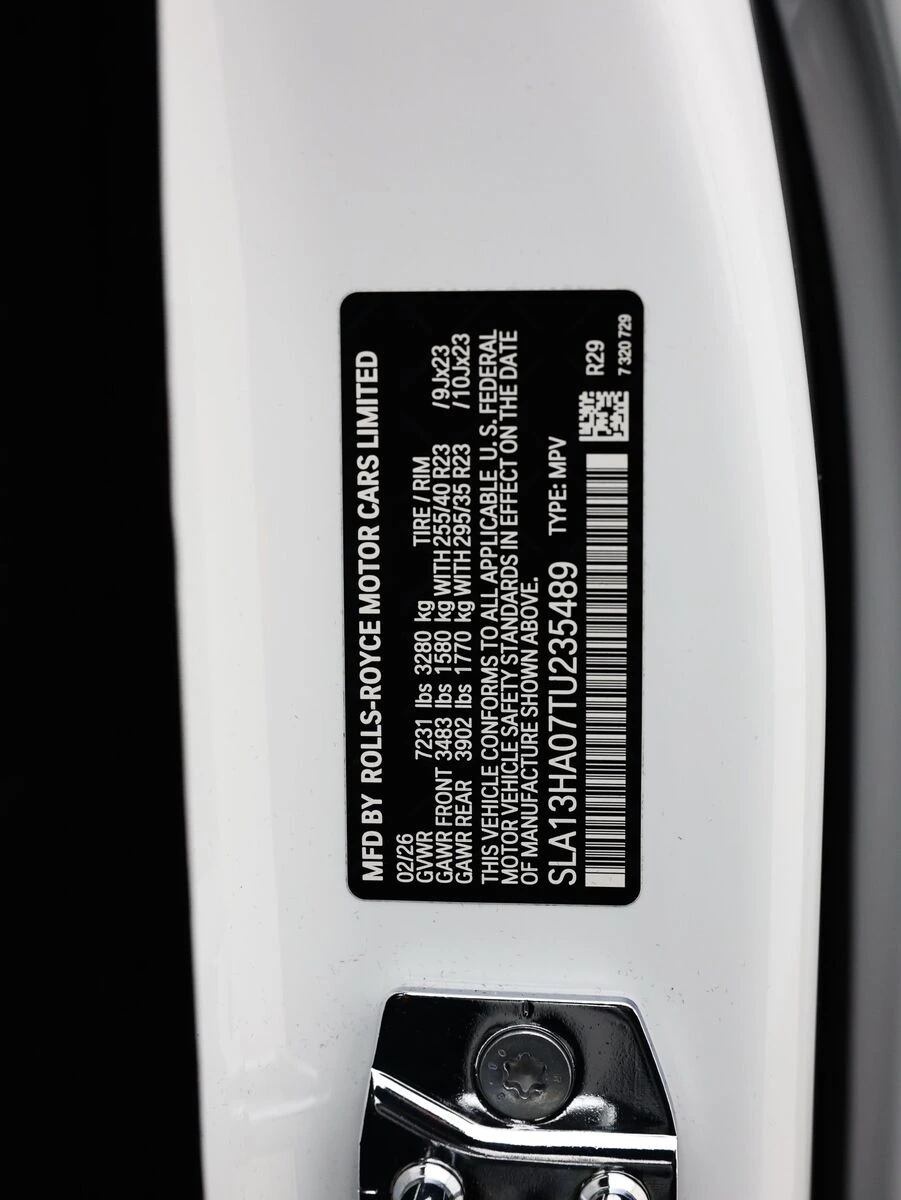 MFD BY ROLLS-ROYCE MOTOR CARS LIMITED
02/26
GVWR 7231 lbs 3280 kg TIRE / RIM
GAWR FRONT 3483 lbs 1580 kg WITH 255/40 R23 /9Jx23
GAWR REAR 3902 lbs 1770 kg WITH 295/35 R23 /10Jx23
THIS VEHICLE CONFORMS TO ALL APPLICABLE U.S. FEDERAL
MOTOR VEHICLE SAFETY STANDARDS IN EFFECT ON THE DATE
OF MANUFACTURE SHOWN ABOVE.
SLA13HA07TU235489 TYPE: MPV
R29
7 320 729